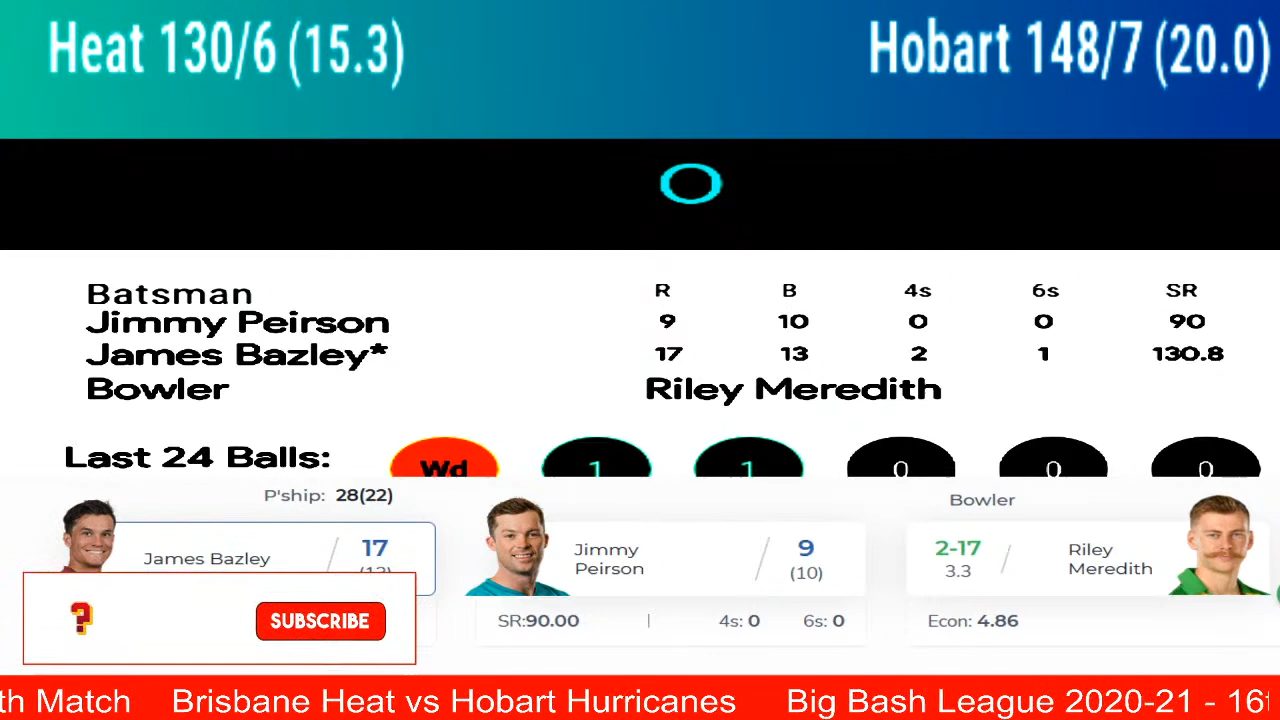 Heat 130/6 (15.3)
Hobart 148/7 (20.0)
0
Batsman R B 4s 6s SR
Jimmy Peirson 9 10 0 0 90
James Bazley* 17 13 2 1 130.8
Bowler Riley Meredith
Last 24 Balls: Wd 1 1 0 0 0
P'ship: 28(22)
James Bazley 17
(13)
Jimmy Peirson 9
(10)
SR:90.00 4s: 0 6s: 0
Bowler
2-17
3.3
Riley
Meredith
Econ: 4.86
?
SUBSCRIBE
th Match Brisbane Heat vs Hobart Hurricanes Big Bash League 2020-21 - 16t